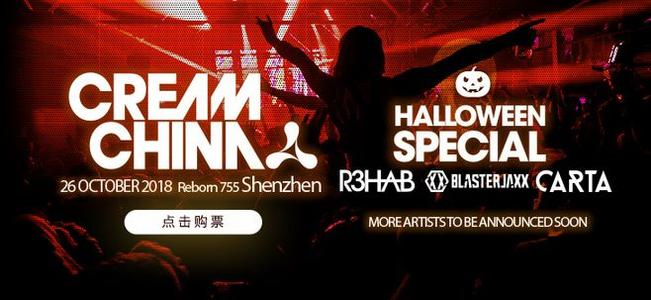 CREAM
CHINA
26 OCTOBER 2018 Reborn 755 Shenzhen
点击购票
HALLOWEEN
SPECIAL
R3HAB BLASTERJAXX CARTA
MORE ARTISTS TO BE ANNOUNCED SOON